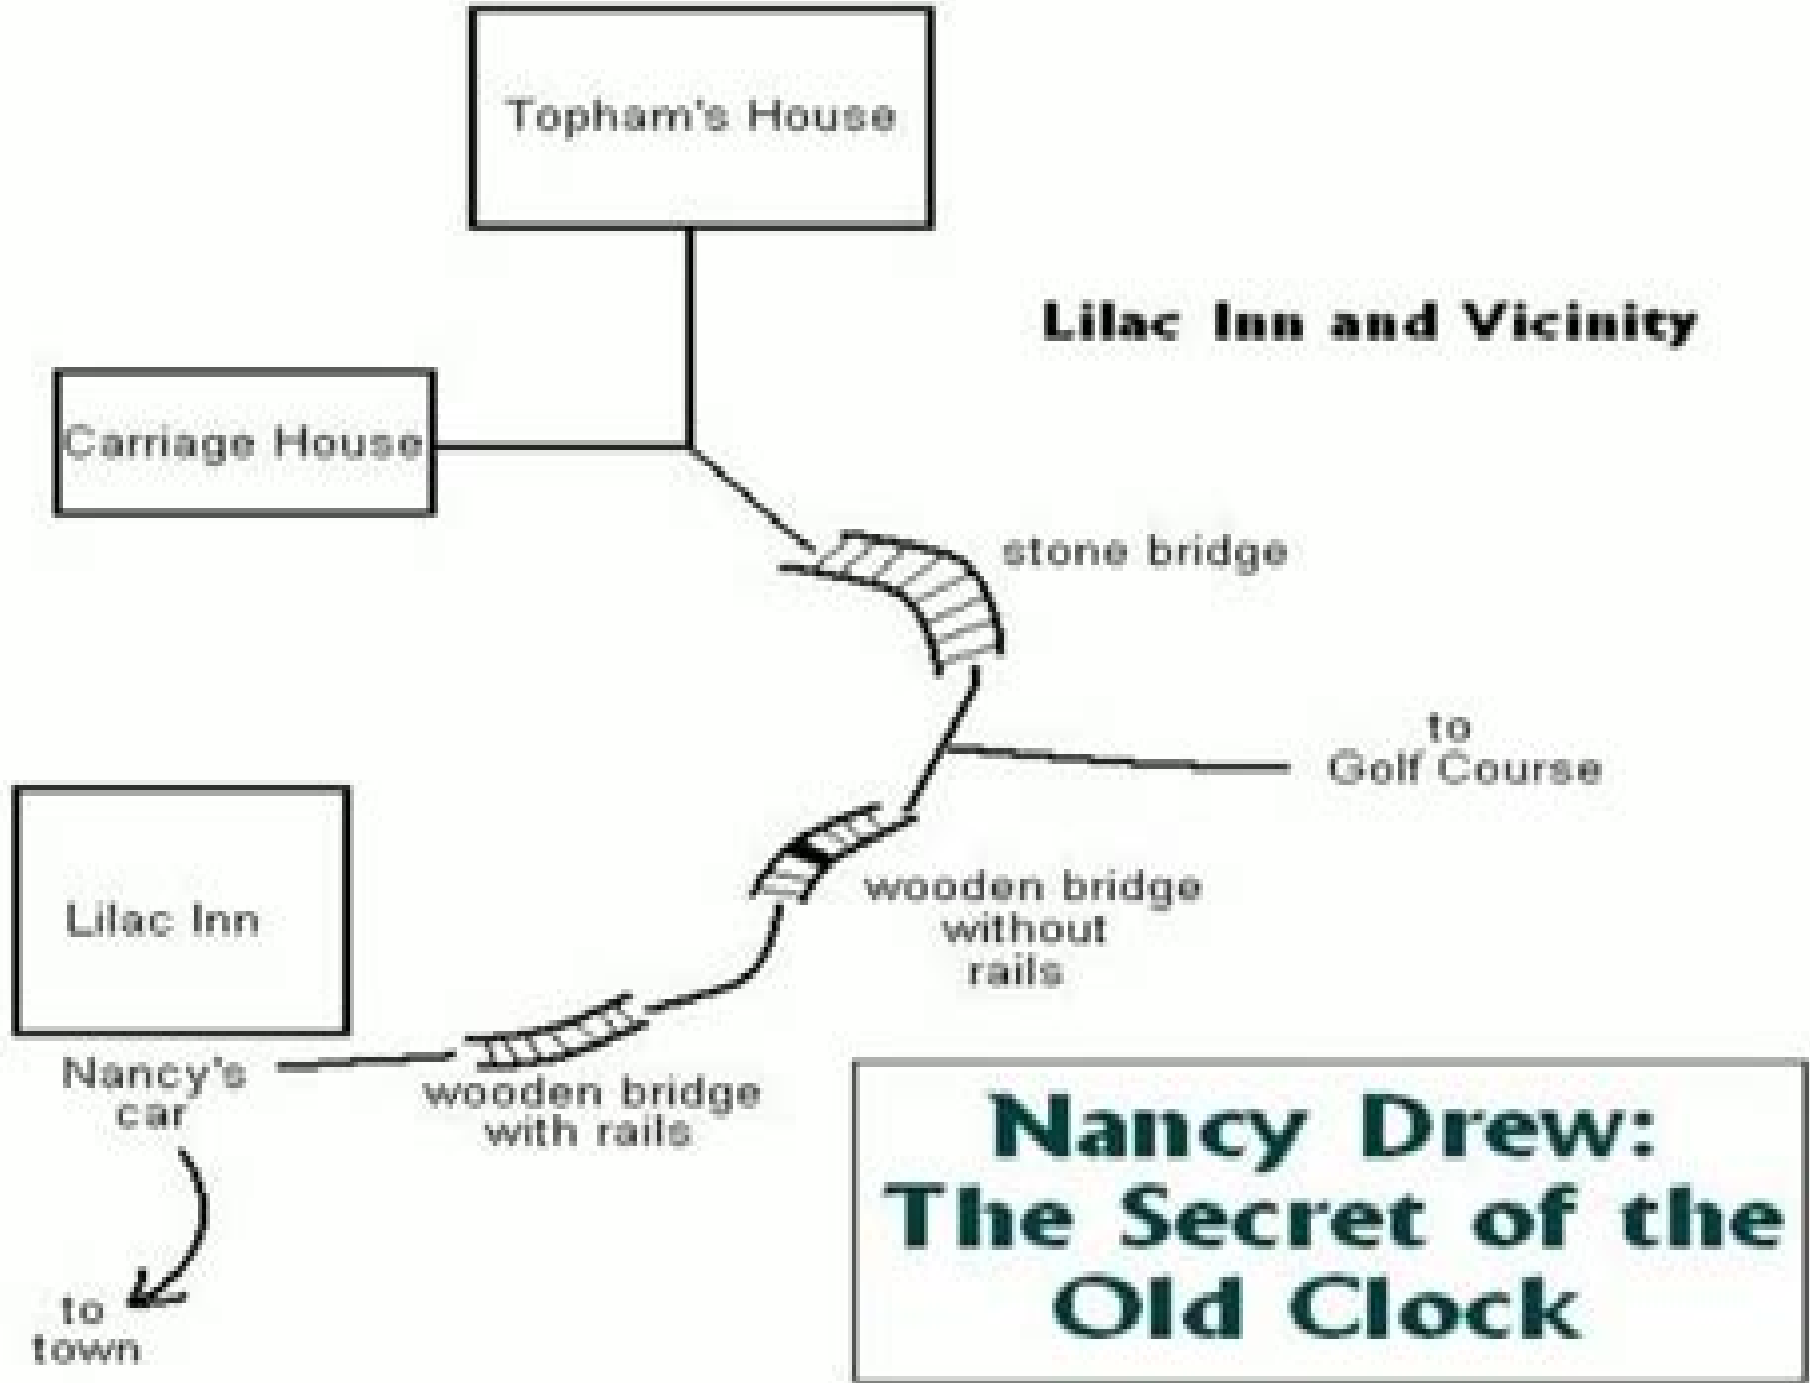 Topham's House
Lilac Inn and Vicinity
Carriage House
stone bridge
to
Golf Course
wooden bridge
without
rails
Lilac Inn
Nancy's
car
wooden bridge
with rails
to
town
Nancy Drew:
The Secret of the
Old Clock